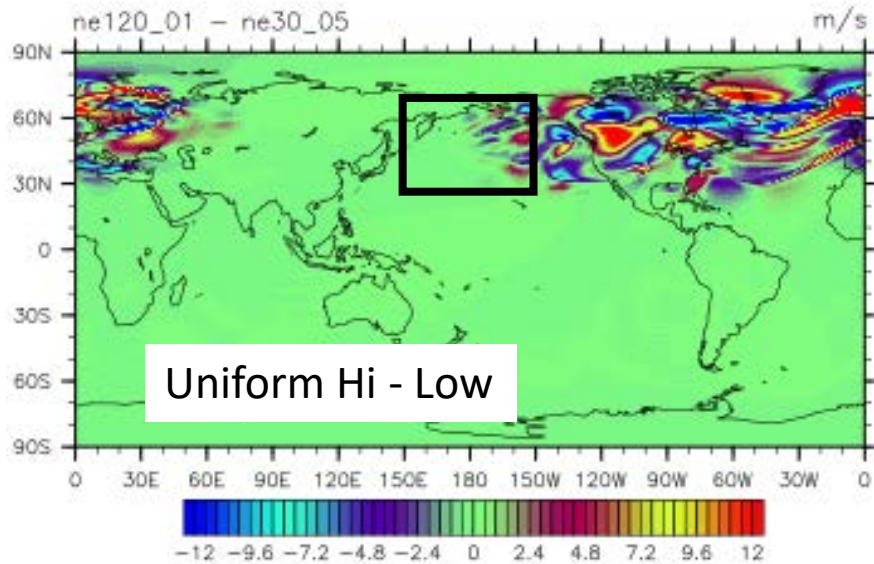 ne120_01 − ne30_05 m/s
90N
60N
30N
0
30S
60S
90S
Uniform Hi - Low
0 30E 60E 90E 120E 150E 180 150W 120W 90W 60W 30W 0
−12 −9.6 −7.2 −4.8 −2.4 0 2.4 4.8 7.2 9.6 12